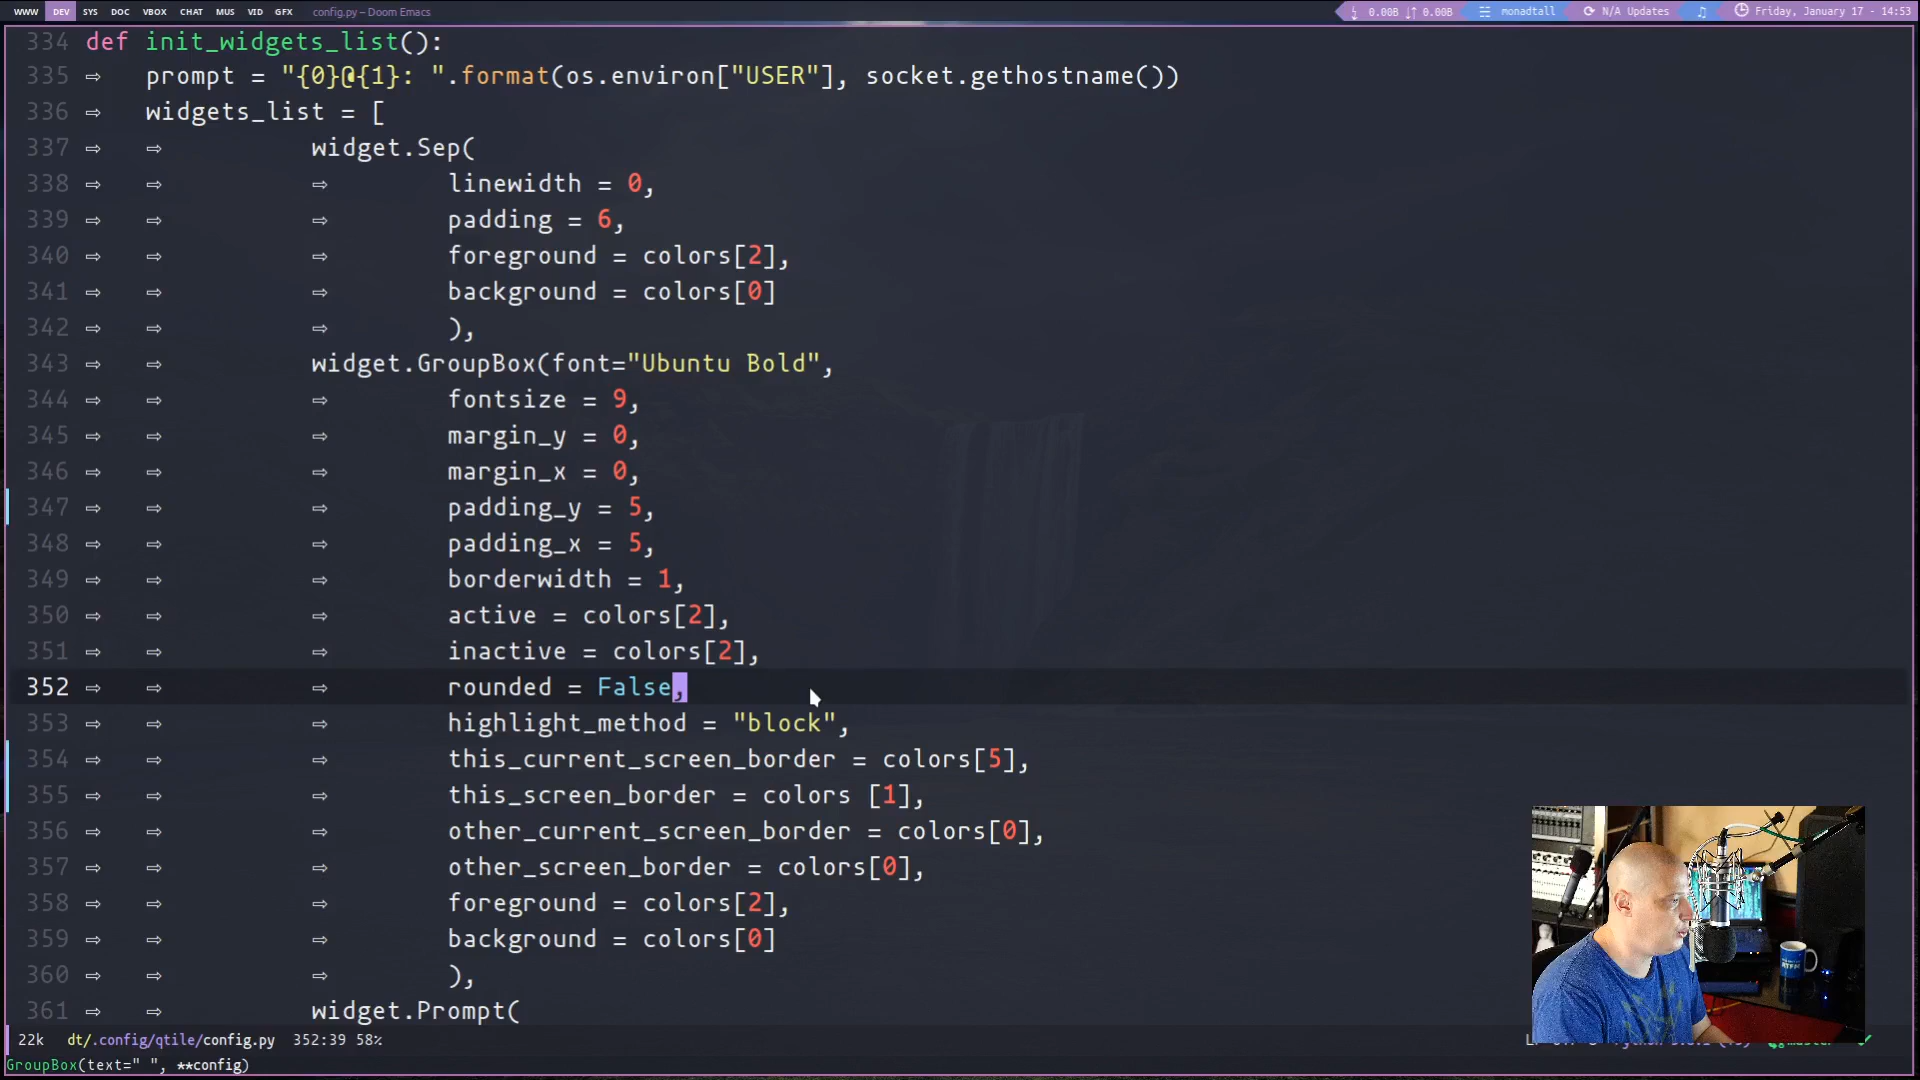 WWW DEV SYS DOC VBOX CHAT MUS VID GFX config.py – Doom Emacs 0.00B 0.00B monadtall N/A Updates Friday, January 17 - 14:53
334 def init_widgets_list():
335 prompt = "{0}@{1}: ".format(os.environ["USER"], socket.gethostname())
336 widgets_list = [
337 widget.Sep(
338 linewidth = 0,
339 padding = 6,
340 foreground = colors[2],
341 background = colors[0]
342 ),
343 widget.GroupBox(font="Ubuntu Bold",
344 fontsize = 9,
345 margin_y = 0,
346 margin_x = 0,
347 padding_y = 5,
348 padding_x = 5,
349 borderwidth = 1,
350 active = colors[2],
351 inactive = colors[2],
352 rounded = False,
353 highlight_method = "block",
354 this_current_screen_border = colors[5],
355 this_screen_border = colors [1],
356 other_current_screen_border = colors[0],
357 other_screen_border = colors[0],
358 foreground = colors[2],
359 background = colors[0]
360 ),
361 widget.Prompt(
22k dt/.config/qtile/config.py 352:39 58%
GroupBox(text=" ", **config)